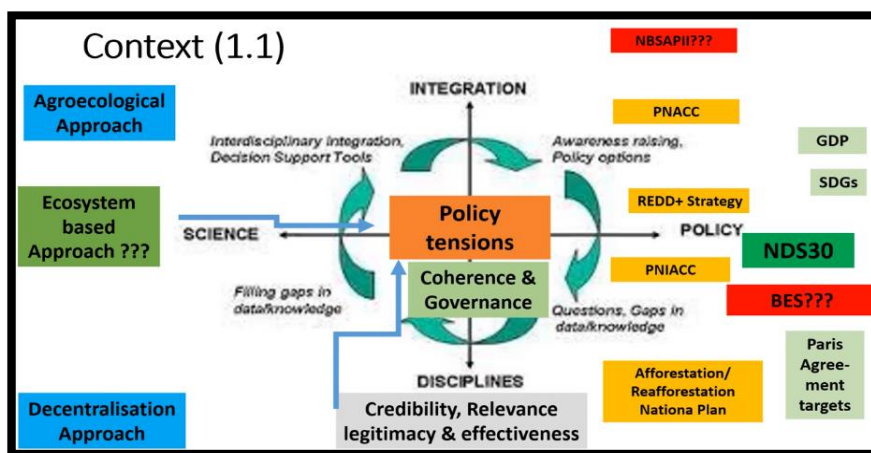 Context (1.1)
NBSAPII???
Agroecological
Approach
INTEGRATION
PNACC
Interdisciplinary Integration,
Decision Support Tools
Awareness raising,
Policy options
GDP
SDGs
Ecosystem
based
Approach ???
SCIENCE
Policy
tensions
REDD+ Strategy
POLICY
NDS30
Coherence &
Governance
PNIACC
Filling gaps in
data/knowledge
Questions, Gaps in
data/knowledge
BES???
DISCIPLINES
Afforestation/
Reafforestation
Nationa Plan
Paris
Agree-
ment
targets
Decentralisation
Approach
Credibility, Relevance
legitimacy & effectiveness